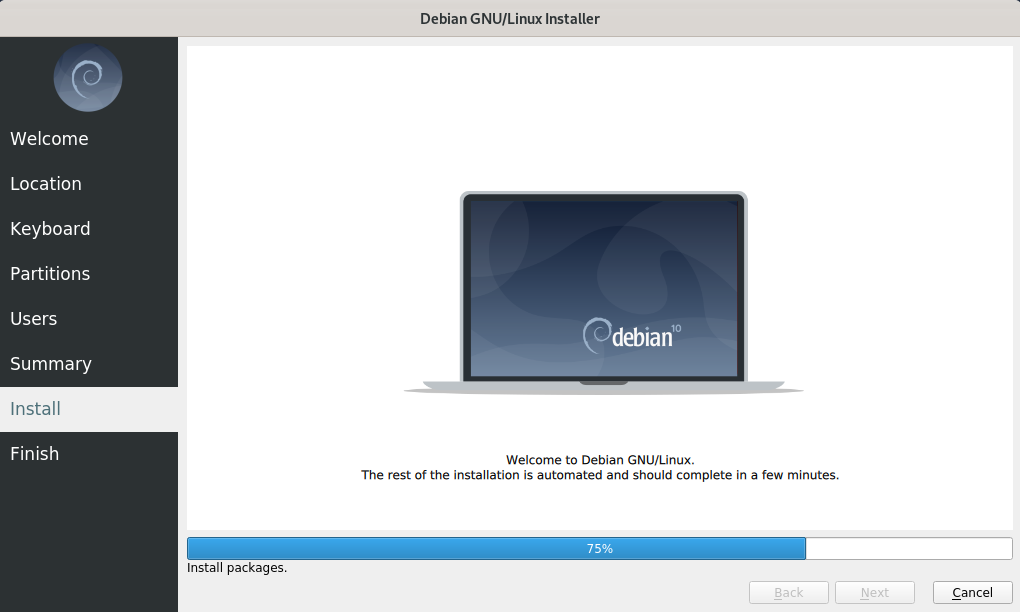 Debian GNU/Linux Installer
Welcome
Location
Keyboard
Partitions
Users
Summary
Install
Finish
debian 10
Welcome to Debian GNU/Linux.
The rest of the installation is automated and should complete in a few minutes.
75%
Install packages.
Back Next Cancel